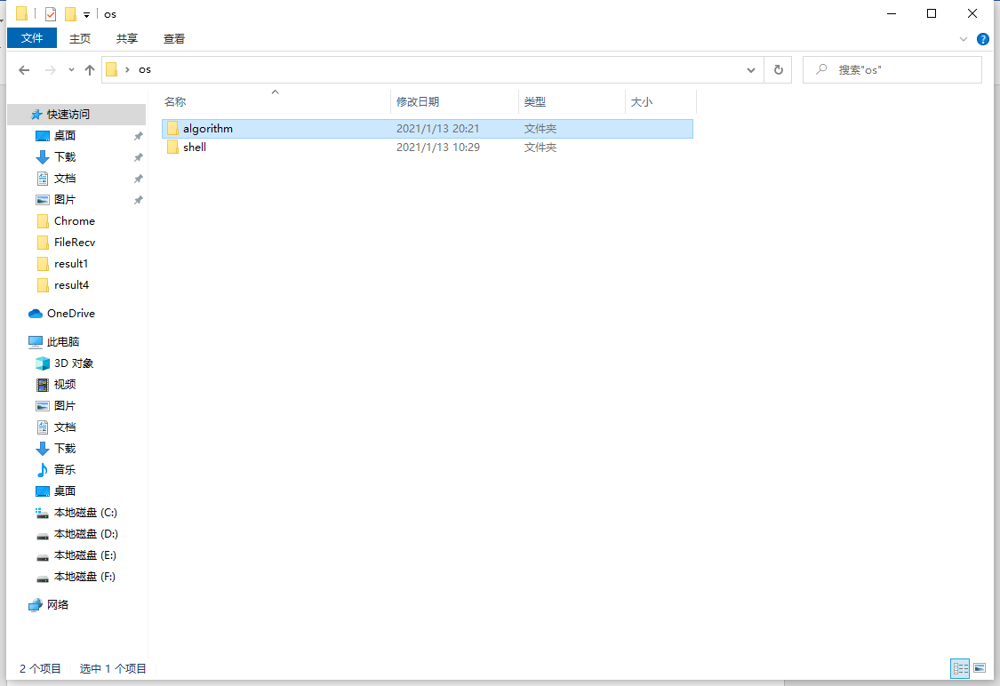 os
文件 主页 共享 查看
os 搜索"os"
名称 修改日期 类型 大小
algorithm 2021/1/13 20:21 文件夹
shell 2021/1/13 10:29 文件夹
快速访问
桌面
下载
文档
图片
Chrome
FileRecv
result1
result4
OneDrive
此电脑
3D 对象
视频
图片
文档
下载
音乐
桌面
本地磁盘 (C:)
本地磁盘 (D:)
本地磁盘 (E:)
本地磁盘 (F:)
网络
2 个项目 选中 1 个项目